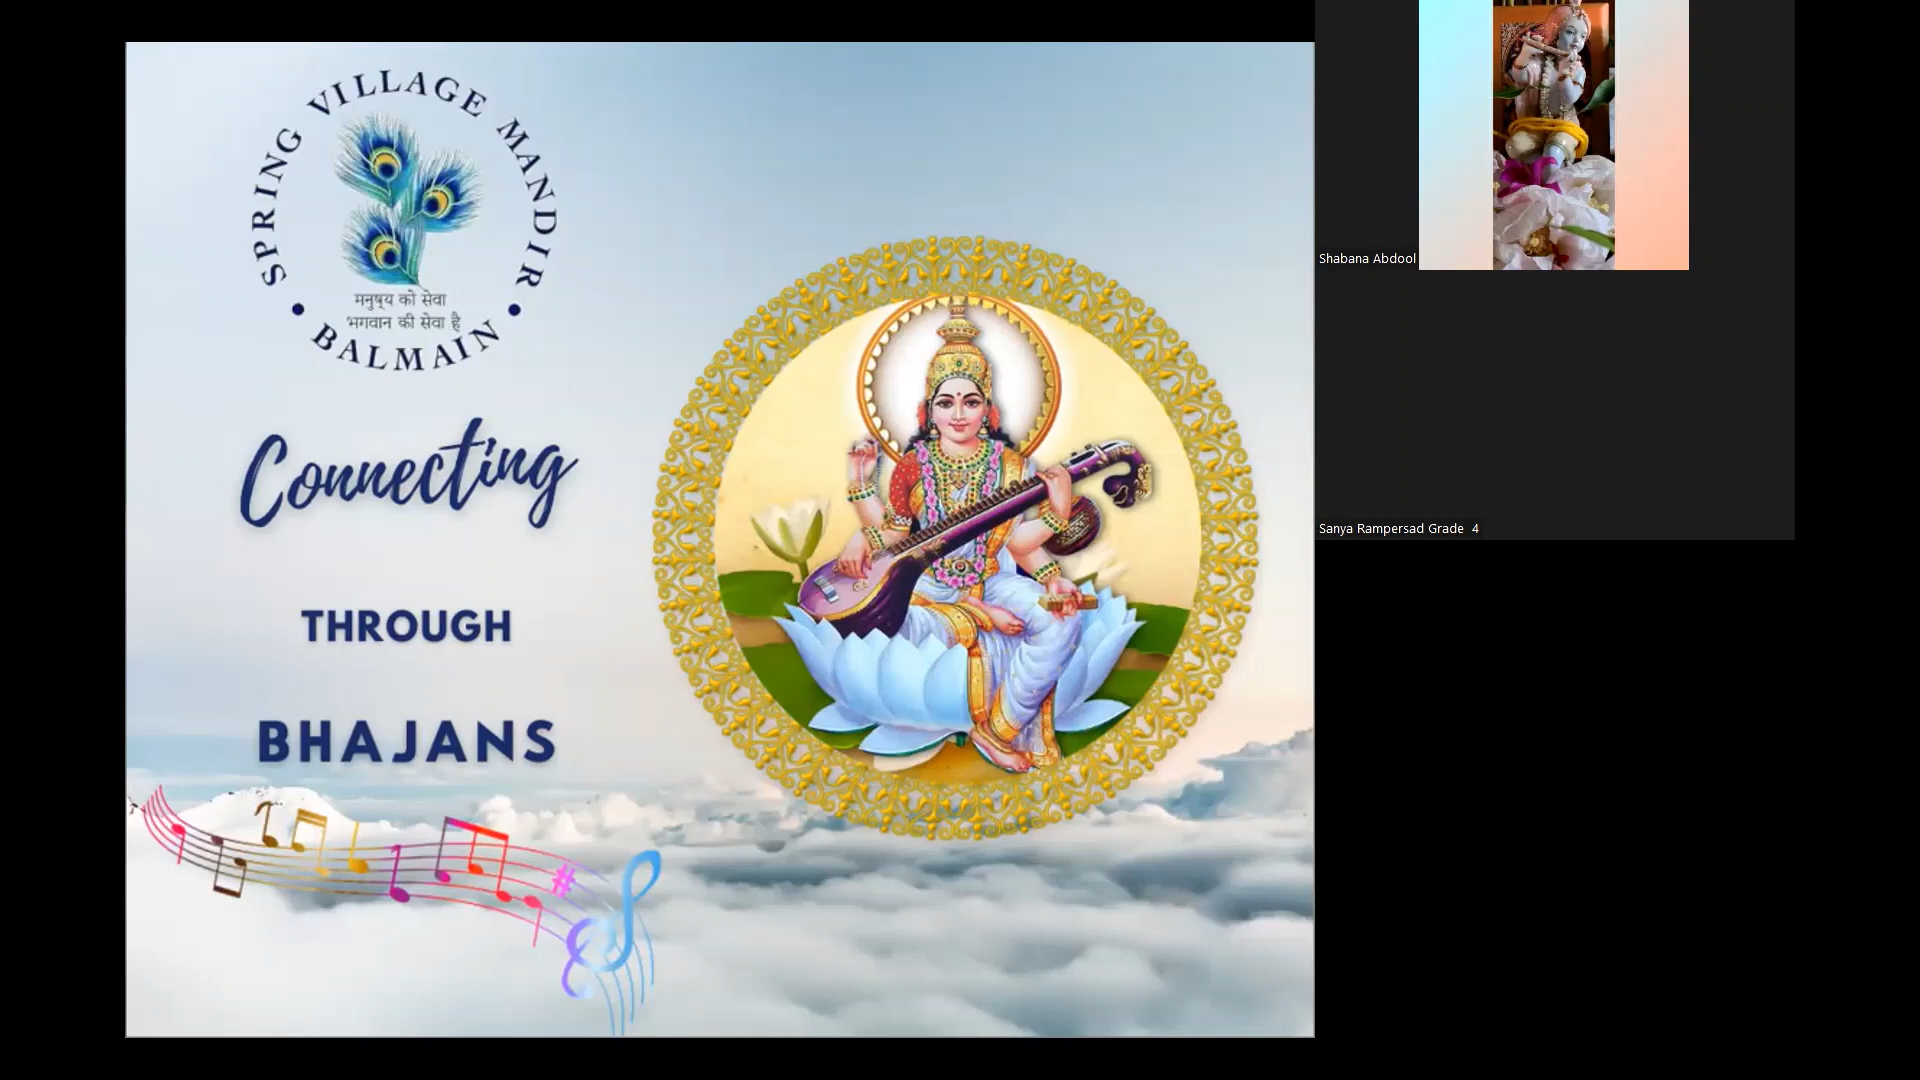 SPRING VILLAGE MANDIR
मनुष्य को सेवा
भगवान की सेवा है
• BALMAIN •
Connecting
THROUGH
BHAJANS
Shabana Abdool
Sanya Rampersad Grade 4